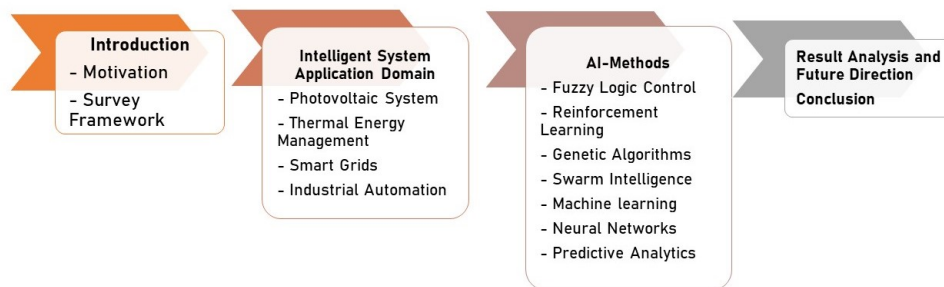 Introduction
- Motivation
- Survey
Framework
Intelligent System
Application Domain
- Photovoltaic System
- Thermal Energy
Management
- Smart Grids
- Industrial Automation
AI-Methods
- Fuzzy Logic Control
- Reinforcement
Learning
- Genetic Algorithms
- Swarm Intelligence
- Machine learning
- Neural Networks
- Predictive Analytics
Result Analysis and
Future Direction
Conclusion